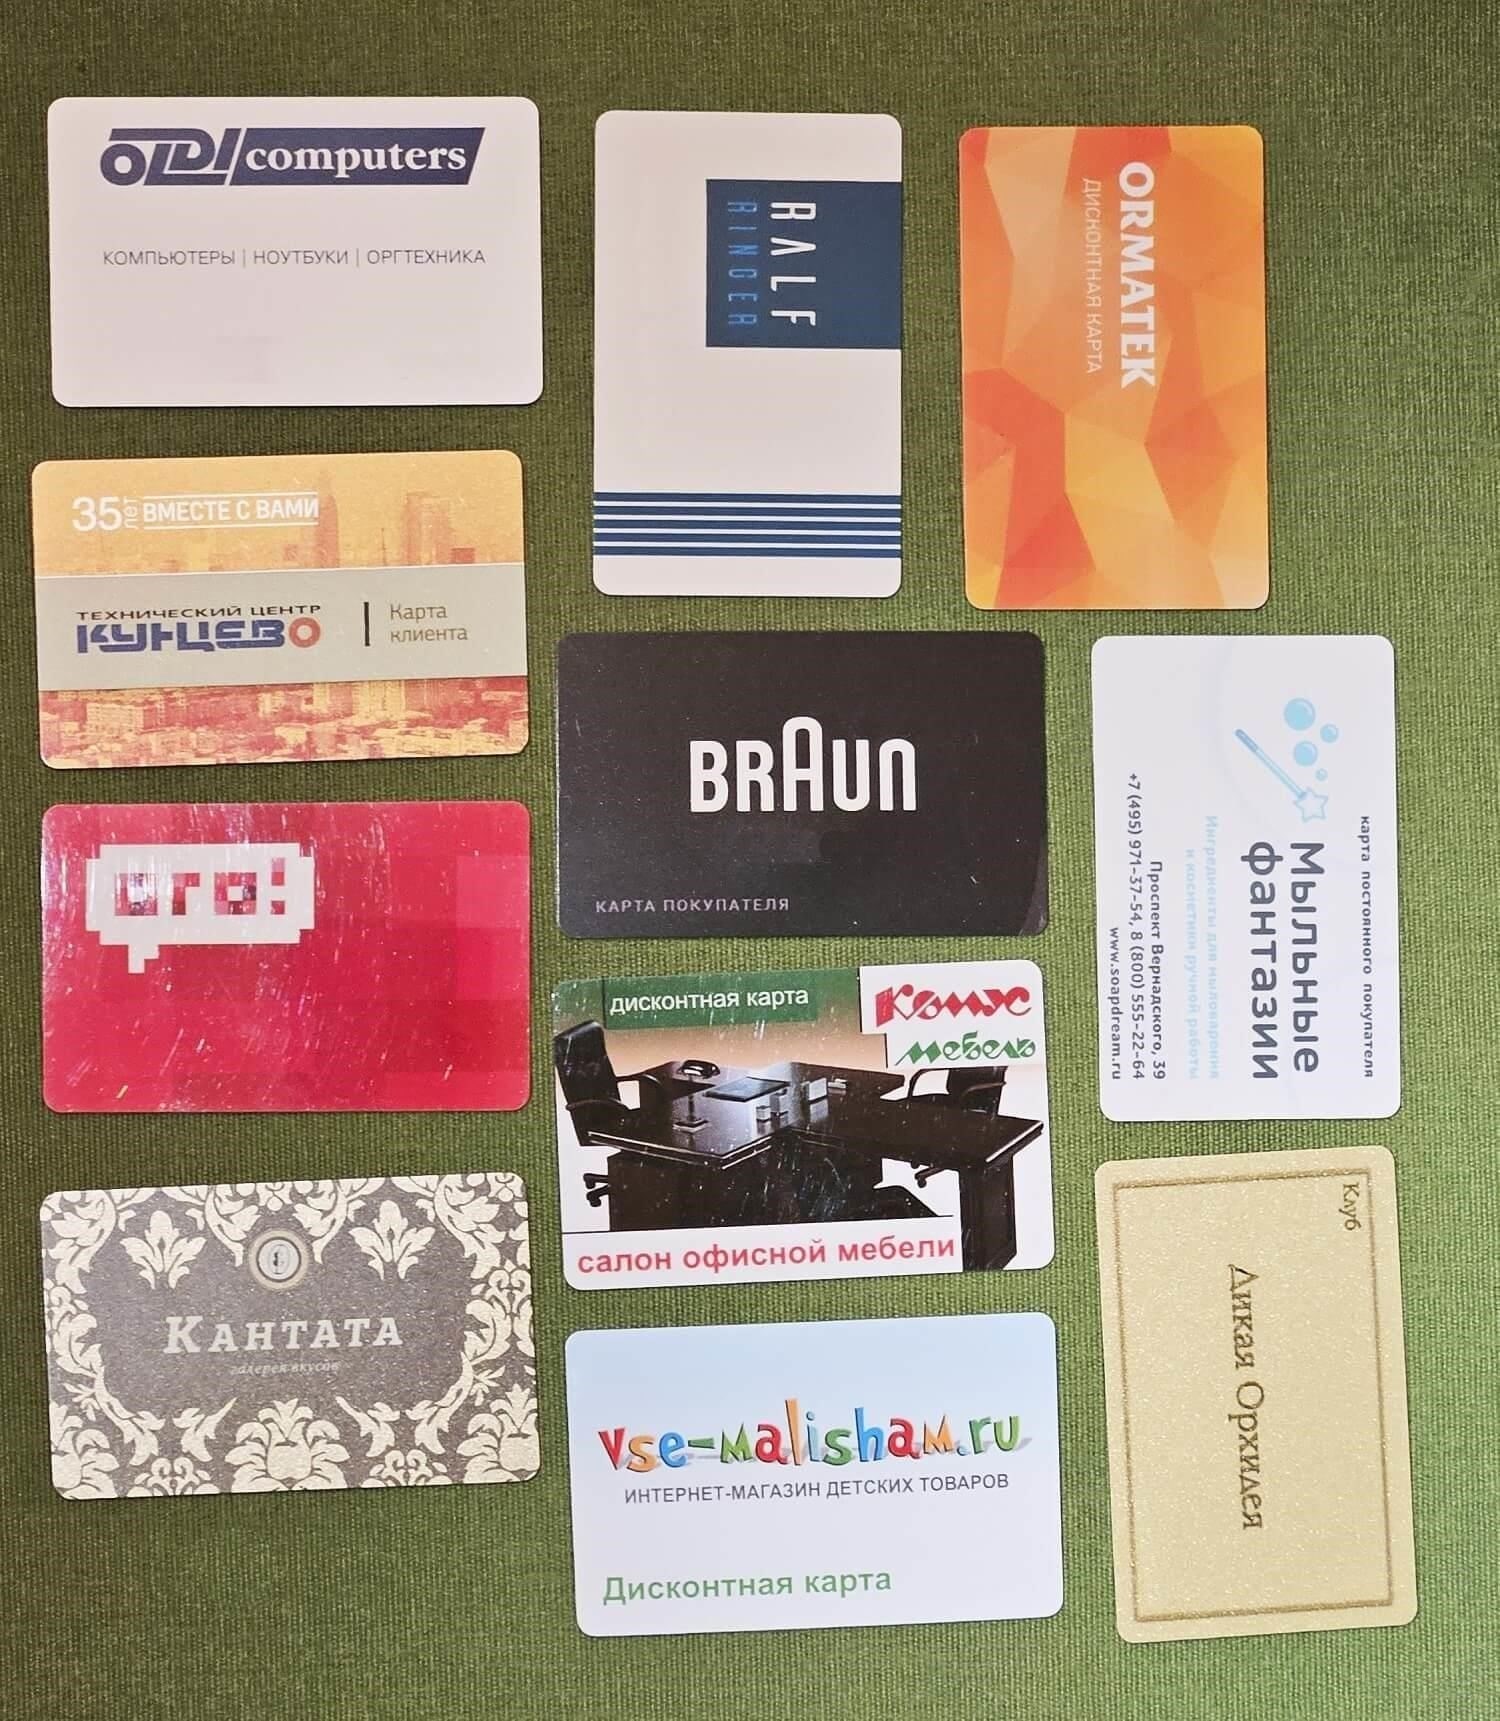 OLDI computers
КОМПЬЮТЕРЫ | НОУТБУКИ | ОРГТЕХНИКА
RALF
RINGER
ORMATEK
ДИСКОНТНАЯ КАРТА
35 лет ВМЕСТЕ С ВАМИ
ТЕХНИЧЕСКИЙ ЦЕНТР
КУНЦЕВО
Карта
клиента
BRAUN
КАРТА ПОКУПАТЕЛЯ
карта постоянного покупателя
Мыльные
фантазии
Ингредиенты для мыловарения
и косметики ручной работы
Проспект Вернадского, 39
+7 (495) 971-37-54, 8 (800) 555-22-64
www.soapdream.ru
qro!
дисконтная карта
Комус
мебель
салон офисной мебели
КАНТАТА
галерея вкусов
vse-malisham.ru
ИНТЕРНЕТ-МАГАЗИН ДЕТСКИХ ТОВАРОВ
Дисконтная карта
Клуб
Дикая Орхидея